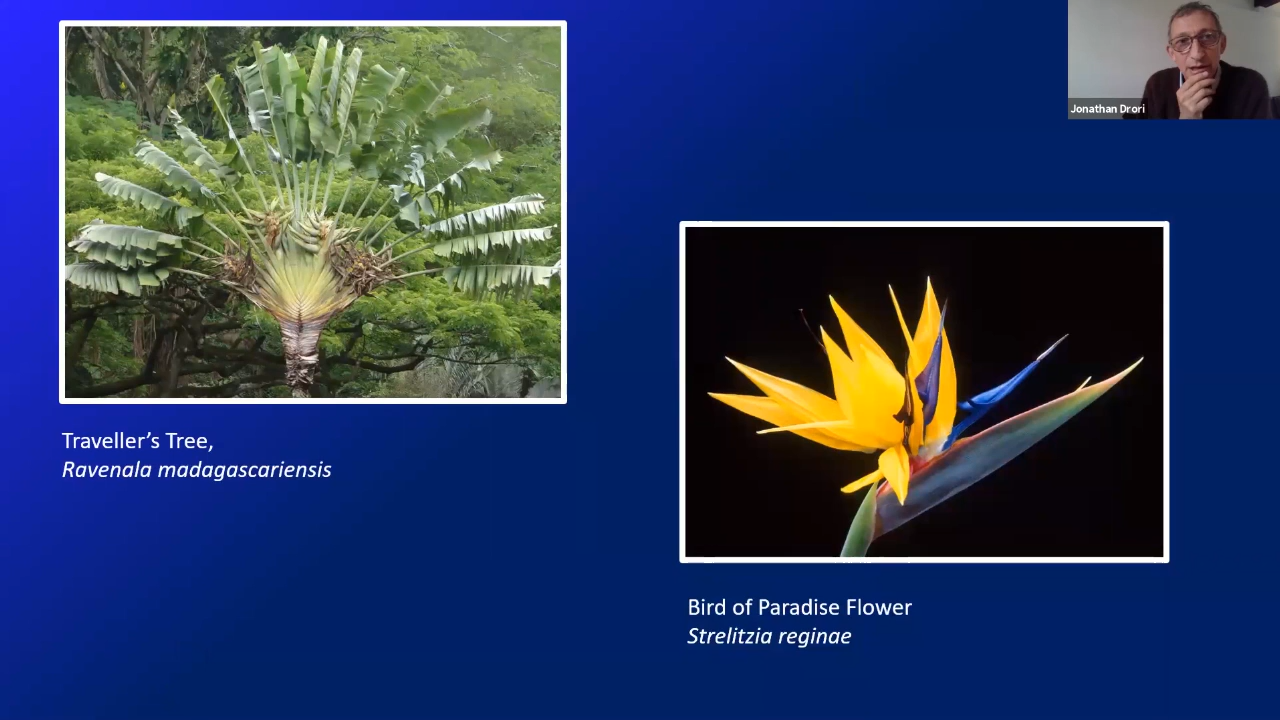 Jonathan Drori
Traveller’s Tree,
Ravenala madagascariensis
Bird of Paradise Flower
Strelitzia reginae